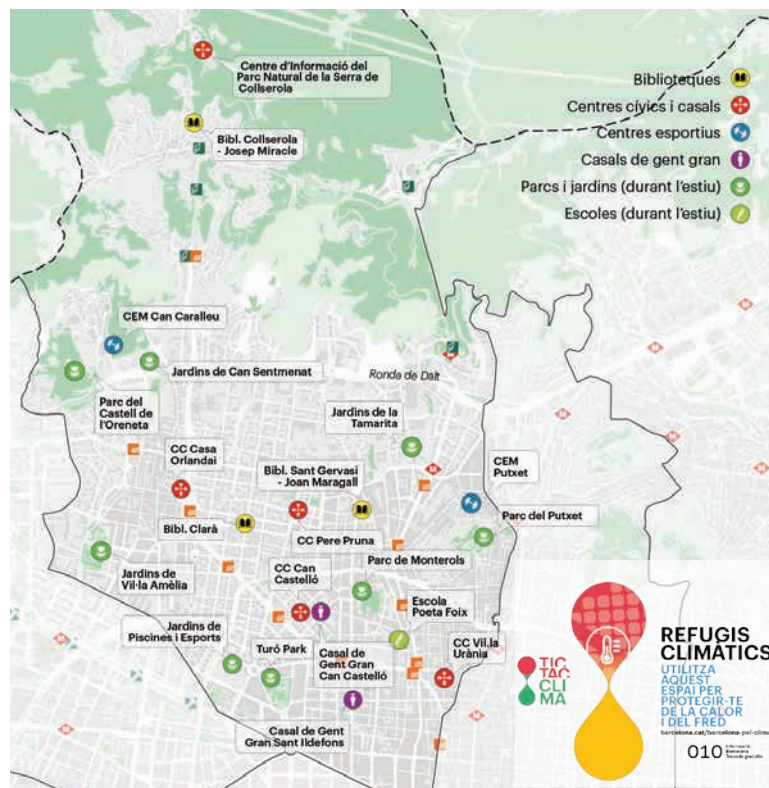 Centre d'Informació del
Parc Natural de la Serra de
Collserola
Biblioteques
Centres cívics i casals
Centres esportius
Casals de gent gran
Parcs i jardins (durant l'estiu)
Escoles (durant l'estiu)
Bibl. Collserola
- Josep Miracle
CEM Can Caralleu
Jardins de Can Sentmenat
Ronda de Dalt
Parc del
Castell de
l'Oreneta
Jardins de la
Tamarita
CC Casa
Orlandai
Bibl. Sant Gervasi
- Joan Maragall
CEM
Putxet
Bibl. Clarà
Parc del Putxet
CC Pere Pruna
Parc de Monterols
Jardins de
Vil·la Amèlia
CC Can
Castelló
Escola
Poeta Foix
Jardins de
Piscines i Esports
Turó Park
Casal de
Gent Gran
Can Castelló
CC Vil.la
Urània
Casal de Gent
Gran Sant Ildefons
TIC
TAC
CLI
MA
REFUGIS
CLIMÀTICS
UTILITZA
AQUEST
ESPAI PER
PROTEGIR-TE
DE LA CALOR
I DEL FRED
barcelona.cat/barcelona-pel-clima
010